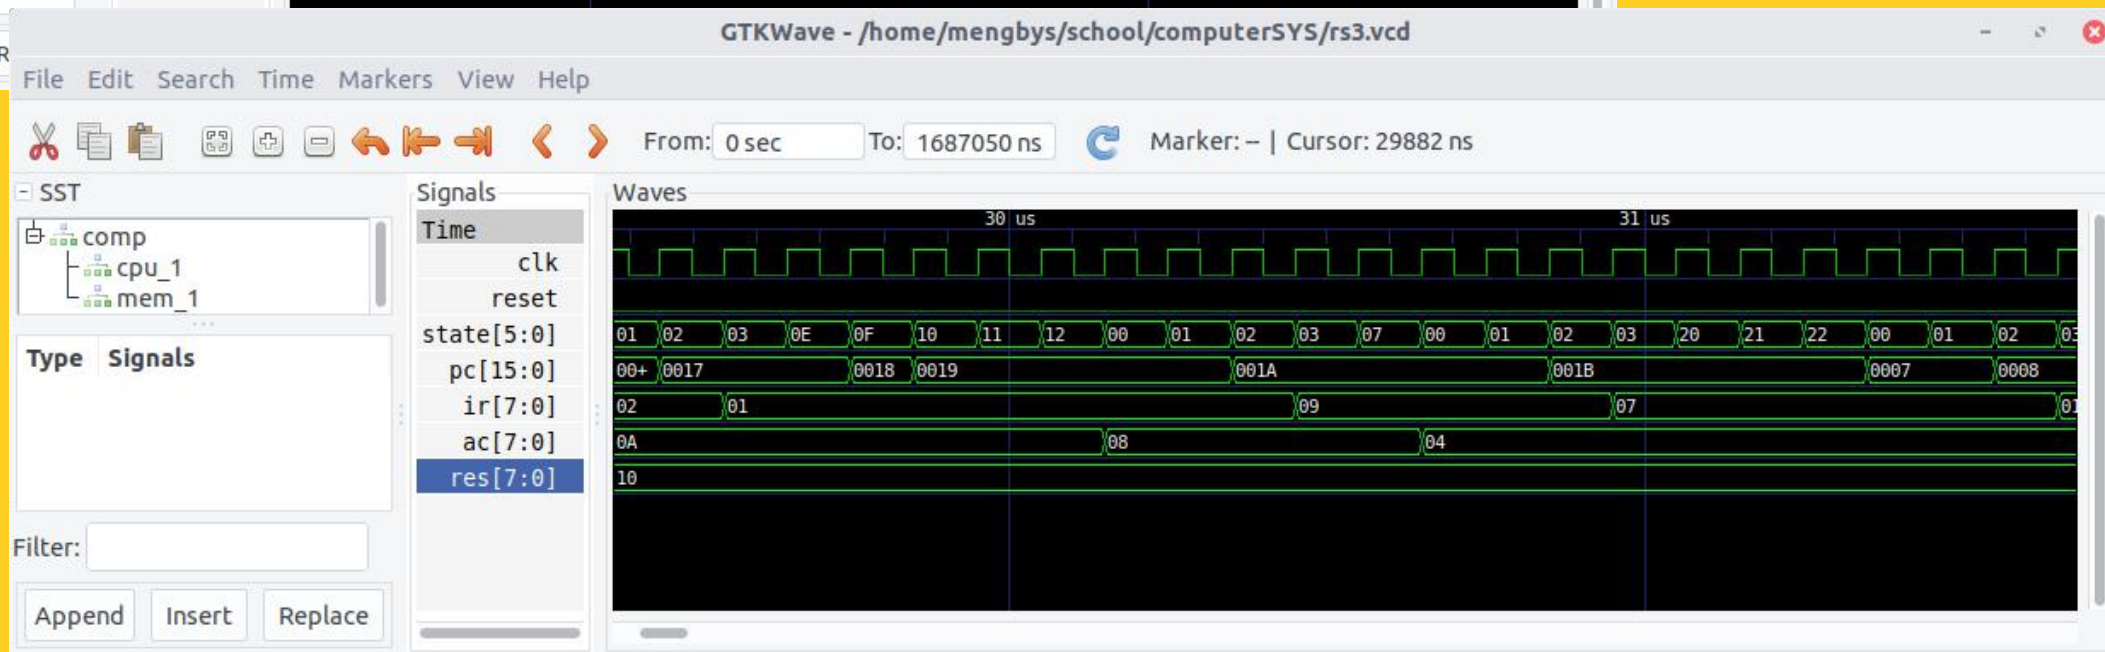 R
GTKWave - /home/mengbys/school/computerSYS/rs3.vcd
File Edit Search Time Markers View Help
From: 0 sec To: 1687050 ns Marker: -- | Cursor: 29882 ns
SST
comp
cpu_1
mem_1
Type Signals
Filter:
Append Insert Replace
Signals
Time
clk
reset
state[5:0]
pc[15:0]
ir[7:0]
ac[7:0]
res[7:0]
Waves
30 us 31 us
01 02 03 0E 0F 10 11 12 00 01 02 03 07 00 01 02 03 20 21 22 00 01 02 03
00+ 0017 0018 0019 001A 001B 0007 0008
02 01 09 07 01
0A 08 04
10